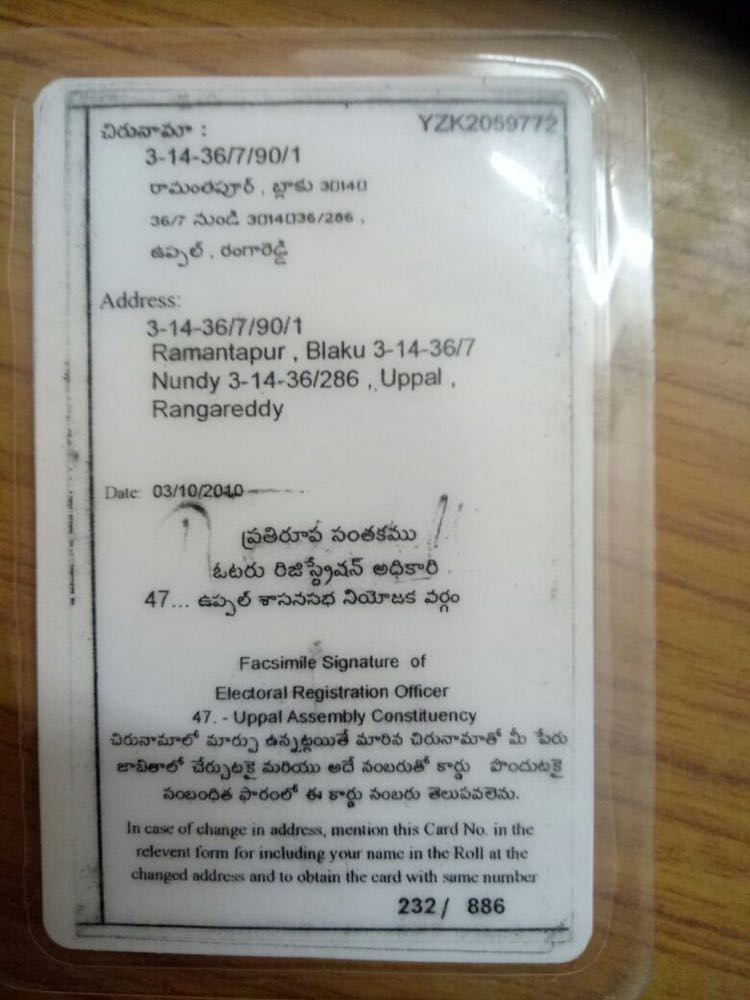 చిరునామా : YZK2059772
3-14-36/7/90/1
రామంతపూర్ , బ్లాకు 3□14□
36/7 నుండి 3□14□36/286 ,
ఉప్పల్ , రంగారెడ్డి
Address:
3-14-36/7/90/1
Ramantapur , Blaku 3-14-36/7
Nundy 3-14-36/286 , Uppal ,
Rangareddy
Date: 03/10/2010
ప్రతిరూప సంతకము
ఓటరు రిజిస్ట్రేషన్ అధికారి
47... ఉప్పల్ శాసనసభ నియోజక వర్గం
Facsimile Signature of
Electoral Registration Officer
47. - Uppal Assembly Constituency
చిరునామాలో మార్పు ఉన్నట్లయితే మారిన చిరునామాతో మీ పేరు
జాబితాలో చేర్చుటకై మరియు అదే నంబరుతో కార్డు పొందుటకై
సంబంధిత ఫారంలో ఈ కార్డు నంబరు తెలుపవలెను.
In case of change in address, mention this Card No. in the
relevent form for including your name in the Roll at the
changed address and to obtain the card with same number
232/ 886